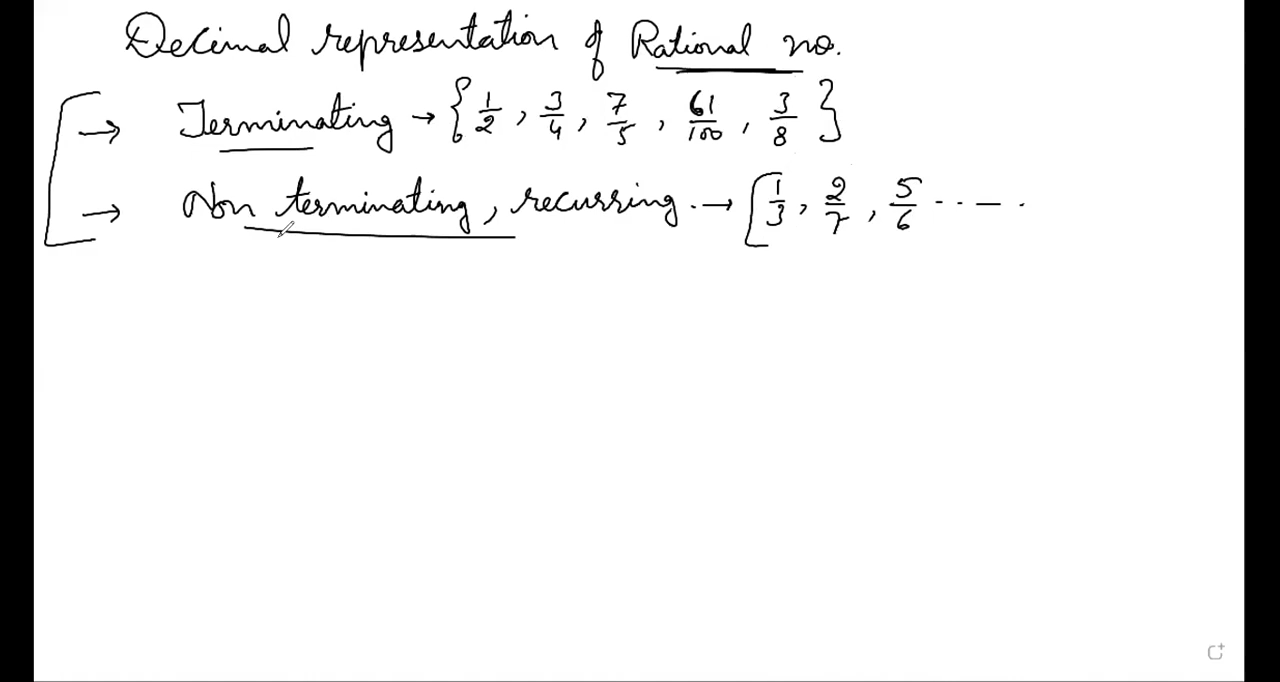 Decimal representation of Rational no.
→ Terminating → { 1/2, 3/4, 7/5, 61/100, 3/8 }
→ Non terminating, recurring. → [ 1/3, 2/7, 5/6 - - — .